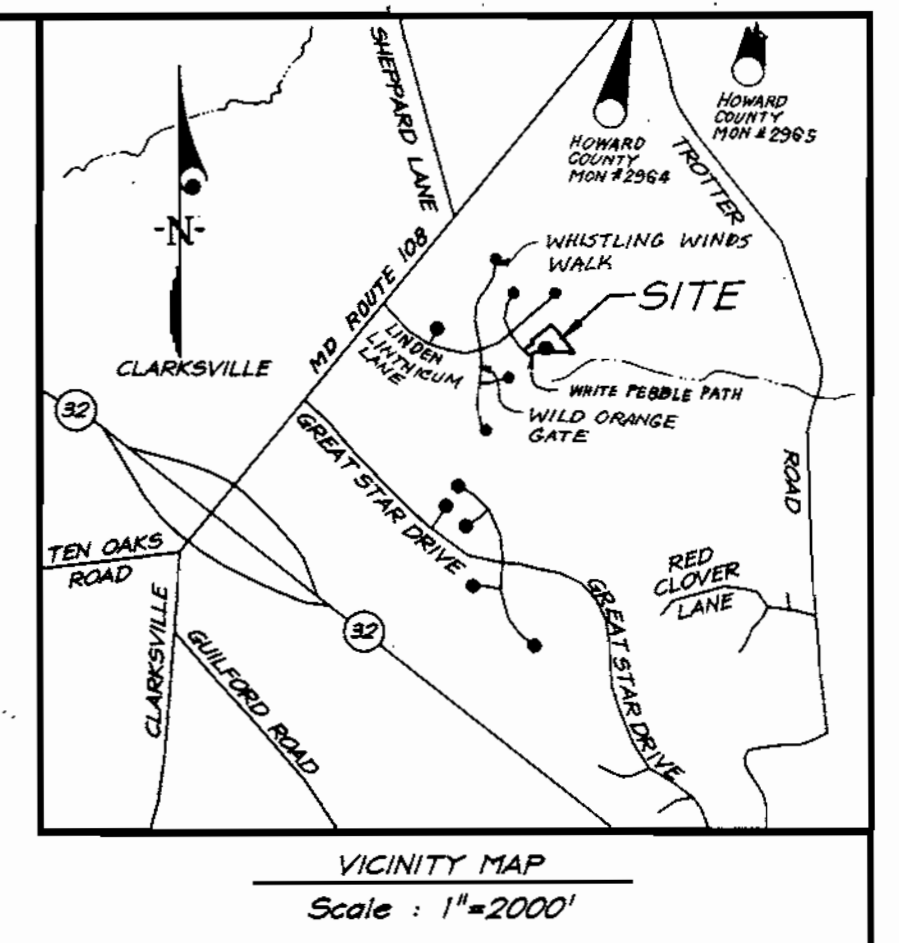 SHEPPARD LANE
HOWARD
COUNTY
MON #2965
HOWARD
COUNTY
MON #2964
TROTTER
-N-
WHISTLING WINDS
WALK
MD ROUTE 108
SITE
LINDEN
LINTHICUM
LANE
CLARKSVILLE
WHITE PEBBLE PATH
32
WILD ORANGE
GATE
GREAT STAR DRIVE
ROAD
TEN OAKS
ROAD
RED
CLOVER
LANE
GREAT STAR DRIVE
32
CLARKSVILLE
GUILFORD ROAD
VICINITY MAP
Scale : 1"=2000'